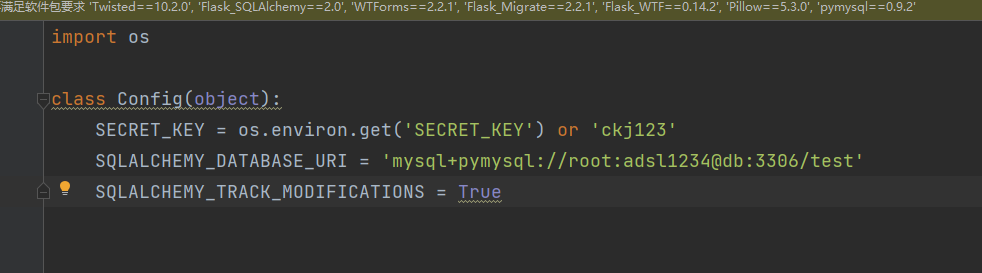 满足软件包要求 'Twisted==10.2.0', 'Flask_SQLAlchemy==2.0', 'WTForms==2.2.1', 'Flask_Migrate==2.2.1', 'Flask_WTF==0.14.2', 'Pillow==5.3.0', 'pymysql==0.9.2'
import os
class Config(object):
SECRET_KEY = os.environ.get('SECRET_KEY') or 'ckj123'
SQLALCHEMY_DATABASE_URI = 'mysql+pymysql://root:adsl1234@db:3306/test'
SQLALCHEMY_TRACK_MODIFICATIONS = True